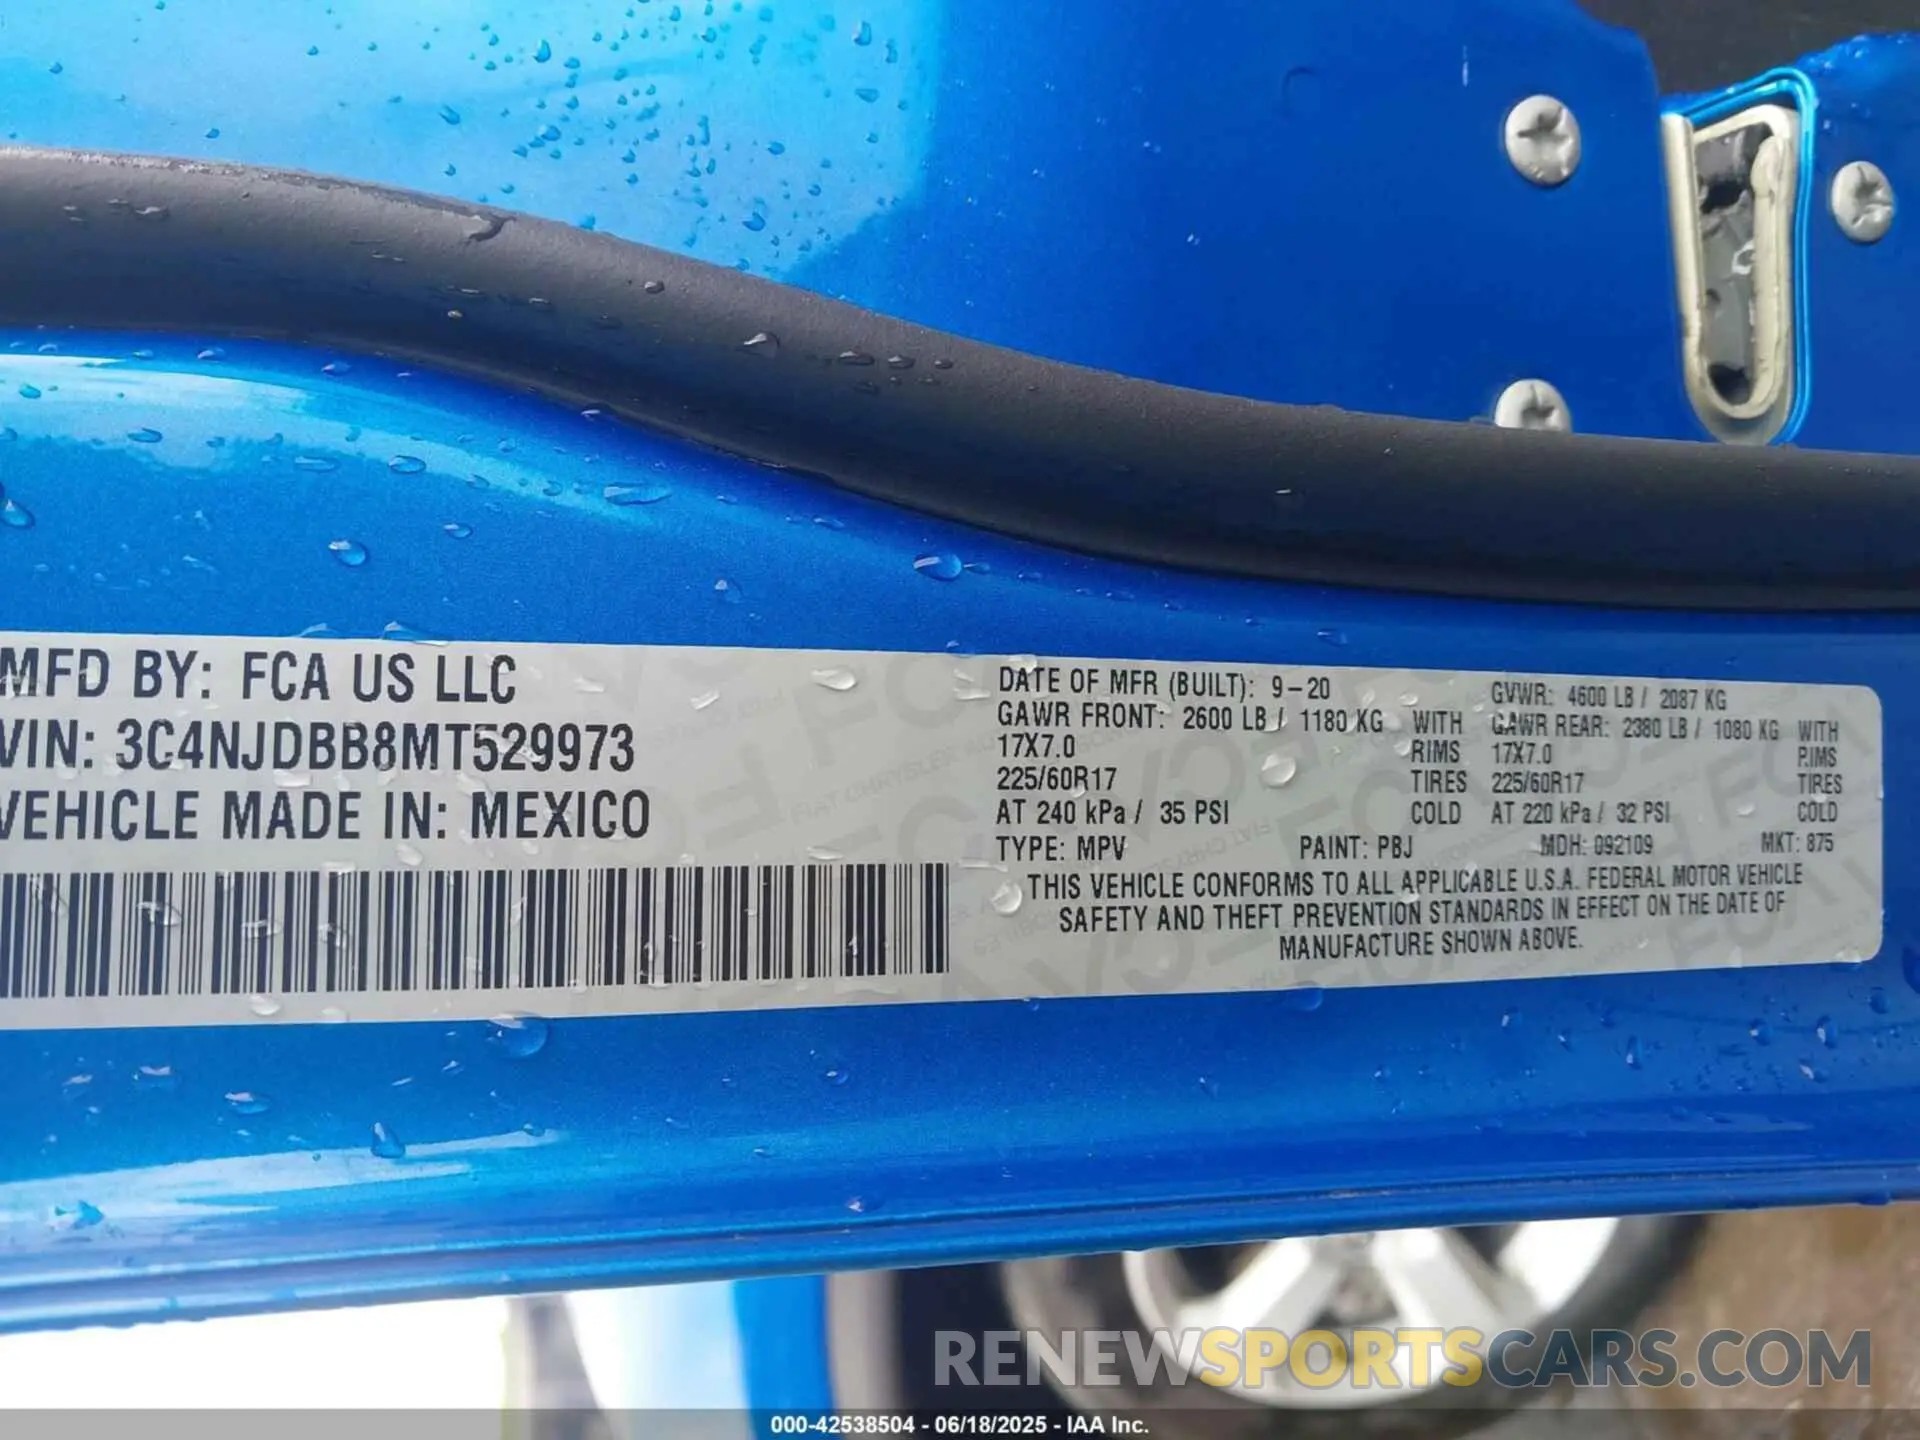 MFD BY: FCA US LLC
VIN: 3C4NJDBB8MT529973
VEHICLE MADE IN: MEXICO
DATE OF MFR (BUILT): 9-20
GAWR FRONT: 2600 LB / 1180 KG WITH
17X7.0 RIMS
225/60R17 TIRES
AT 240 kPa / 35 PSI COLD
GVWR: 4600 LB / 2087 KG
GAWR REAR: 2380 LB / 1080 KG WITH
17X7.0 RIMS
225/60R17 TIRES
AT 220 kPa / 32 PSI COLD
TYPE: MPV PAINT: PBJ MDH: 092109 MKT: 875
THIS VEHICLE CONFORMS TO ALL APPLICABLE U.S.A. FEDERAL MOTOR VEHICLE
SAFETY AND THEFT PREVENTION STANDARDS IN EFFECT ON THE DATE OF
MANUFACTURE SHOWN ABOVE.
RENEWSPORTSCARS.COM
000-42538504 - 06/18/2025 - IAA Inc.